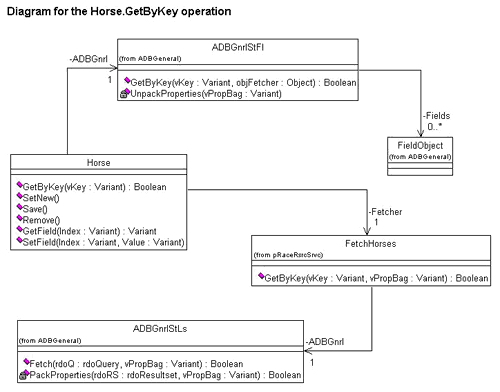 Diagram for the Horse.GetByKey operation
ADBGnrlStFl
(from ADBGeneral)
GetByKey(vKey : Variant, objFetcher : Object) : Boolean
UnpackProperties(vPropBag : Variant)
-ADBGnrl
1
-Fields
0..*
FieldObject
(from ADBGeneral)
Horse
GetByKey(vKey : Variant) : Boolean
SetNew()
Save()
Remove()
GetField(Index : Variant) : Variant
SetField(Index : Variant, Value : Variant)
-Fetcher
1
FetchHorses
GetByKey(vKey : Variant, vPropBag : Variant) : Boolean
ADBGnrlStLs
(from ADBGeneral)
Fetch(rdoQ : rdoQuery, vPropBag : Variant) : Boolean
PackProperties(rdoRS : rdoResultset, vPropBag : Variant) : Boolean
-ADBGnrl
1